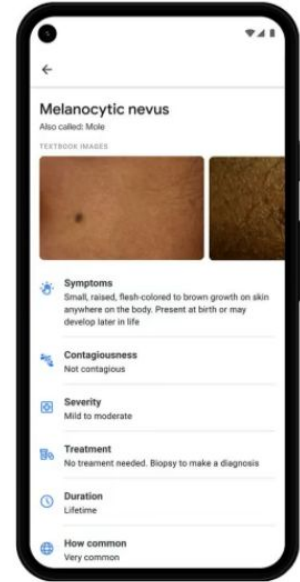 Melanocytic nevus
Also called: Mole
TEXTBOOK IMAGES
Symptoms
Small, raised, flesh-colored to brown growth on skin
anywhere on the body. Present at birth or may
develop later in life
Contagiousness
Not contagious
Severity
Mild to moderate
Treatment
No treament needed. Biopsy to make a diagnosis
Duration
Lifetime
How common
Very common